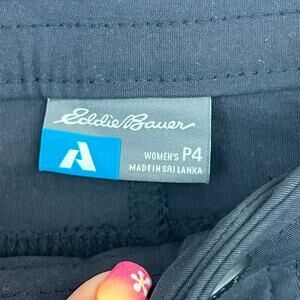 Eddie Bauer
WOMEN'S P4
MADE IN SRI LANKA